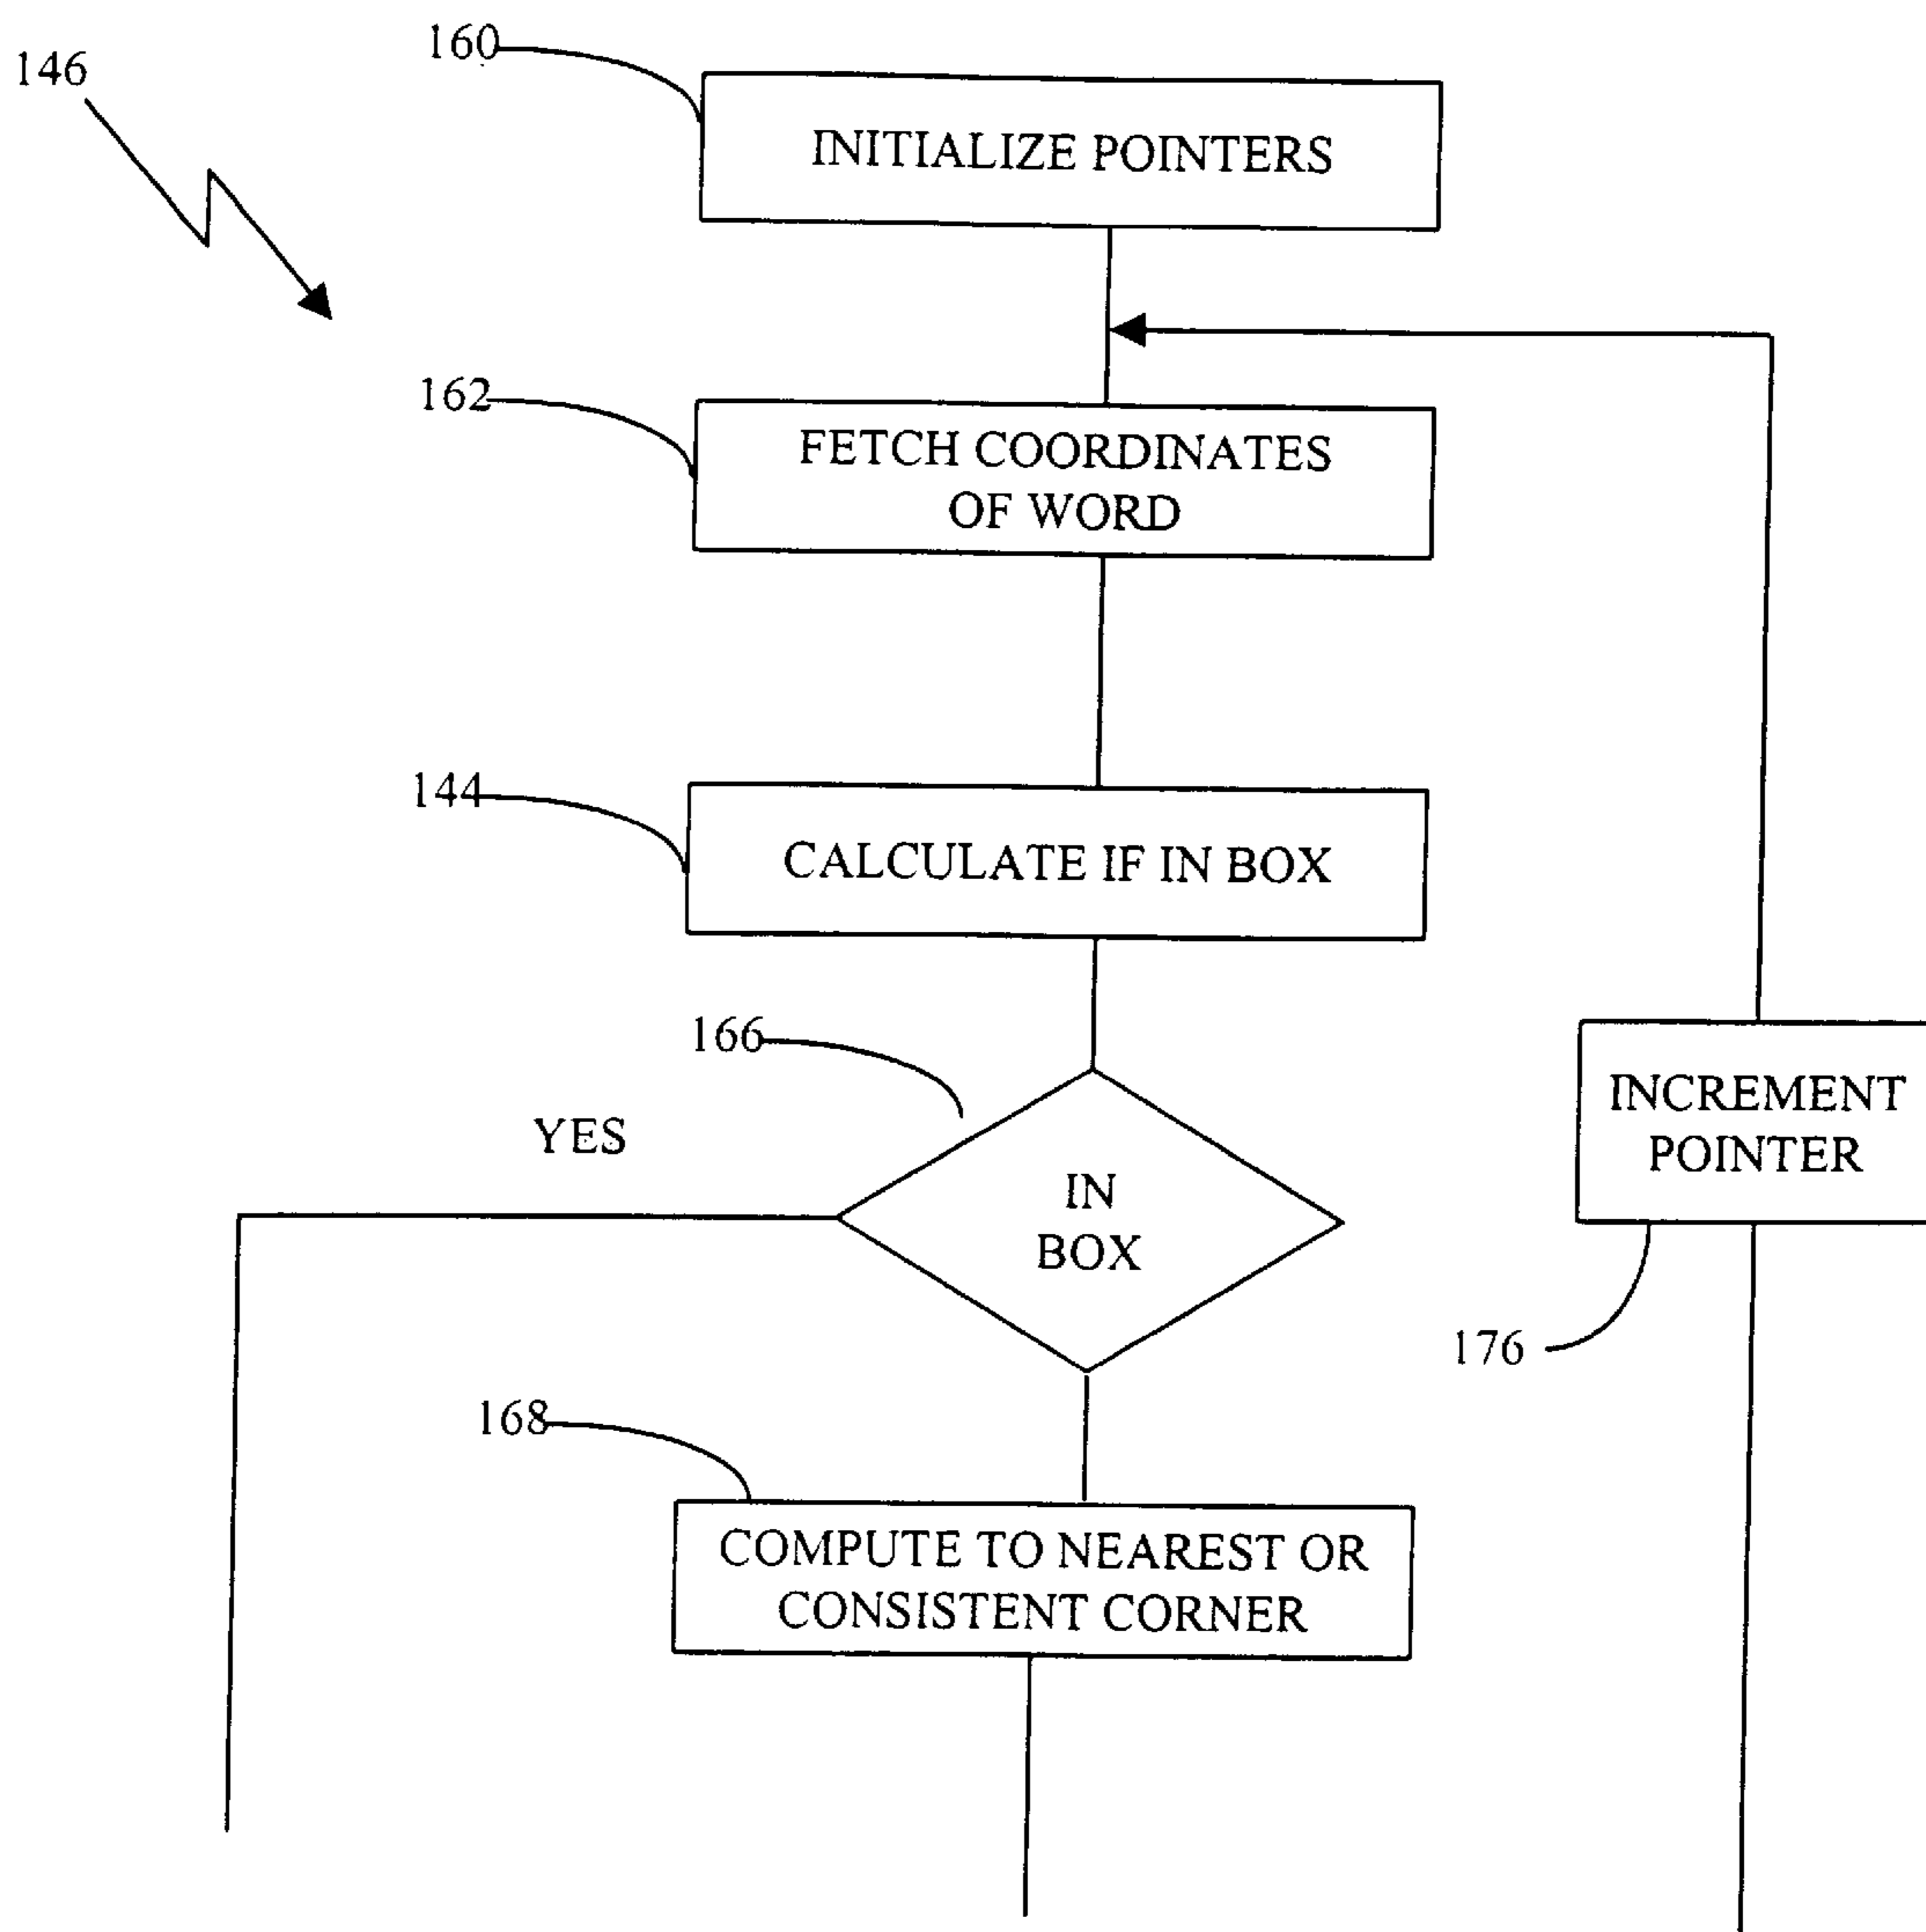 146
160
INITIALIZE POINTERS
162
FETCH COORDINATES
OF WORD
144
CALCULATE IF IN BOX
166
YES
IN
BOX
INCREMENT
POINTER
176
168
COMPUTE TO NEAREST OR
CONSISTENT CORNER